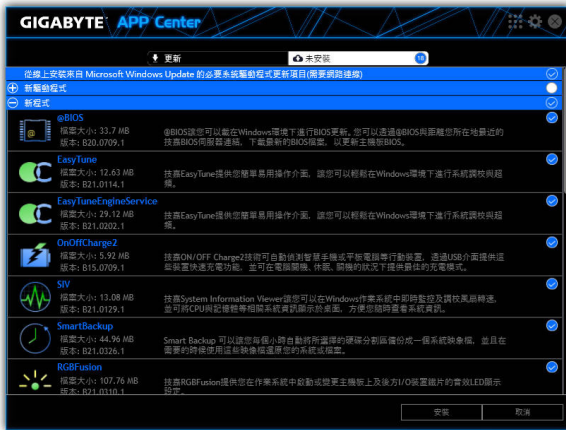 GIGABYTE APP Center
更新
未安裝 18
從線上安裝來自 Microsoft Windows Update 的必要系統驅動程式更新項目(需要網路連線)
新驅動程式
新程式
@BIOS
檔案大小: 33.7 MB
版本: B20.0709.1
@BIOS讓您可以載在Windows環境下進行BIOS更新。您可以透過@BIOS與距離您所在地最近的
技嘉BIOS伺服器連絡，下載最新的BIOS檔案，以更新主機板BIOS。
EasyTune
檔案大小: 12.63 MB
版本: B21.0114.1
技嘉EasyTune提供您簡單易用操作介面，讓您可以輕鬆在Windows環境下進行系統調校與超
頻。
EasyTuneEngineService
檔案大小: 29.12 MB
版本: B21.0202.1
技嘉EasyTune提供您簡單易用操作介面，讓您可以輕鬆在Windows環境下進行系統調校與超
頻。
OnOffCharge2
檔案大小: 5.92 MB
版本: B15.0709.1
技嘉ON/OFF Charge2技術可自動偵測智慧手機或平板電腦等行動裝置，透過USB介面提供這
些裝置快速充電功能，並可在電腦開機、休眠、關機的狀況下提供最佳的充電模式。
SIV
檔案大小: 13.08 MB
版本: B21.0129.1
技嘉System Information Viewer讓您可以在Windows作業系統中即時監控及調校風扇轉速，
並可將CPU與記憶體等相關系統資訊顯示於桌面，方便您隨時查看系統資訊。
SmartBackup
檔案大小: 44.96 MB
版本: B21.0326.1
Smart Backup 可以讓您每個小時自動將所選擇的硬碟分割區備份成一個系統映像檔，並且在
需要的時候使用這些映像檔還原您的系統或檔案。
RGBFusion
檔案大小: 107.76 MB
版本: B21.0310.1
技嘉RGBFusion提供您在作業系統中啟動或變更主機板上及後方I/O裝置鐵片的音效LED顯示
設定。
安裝
取消